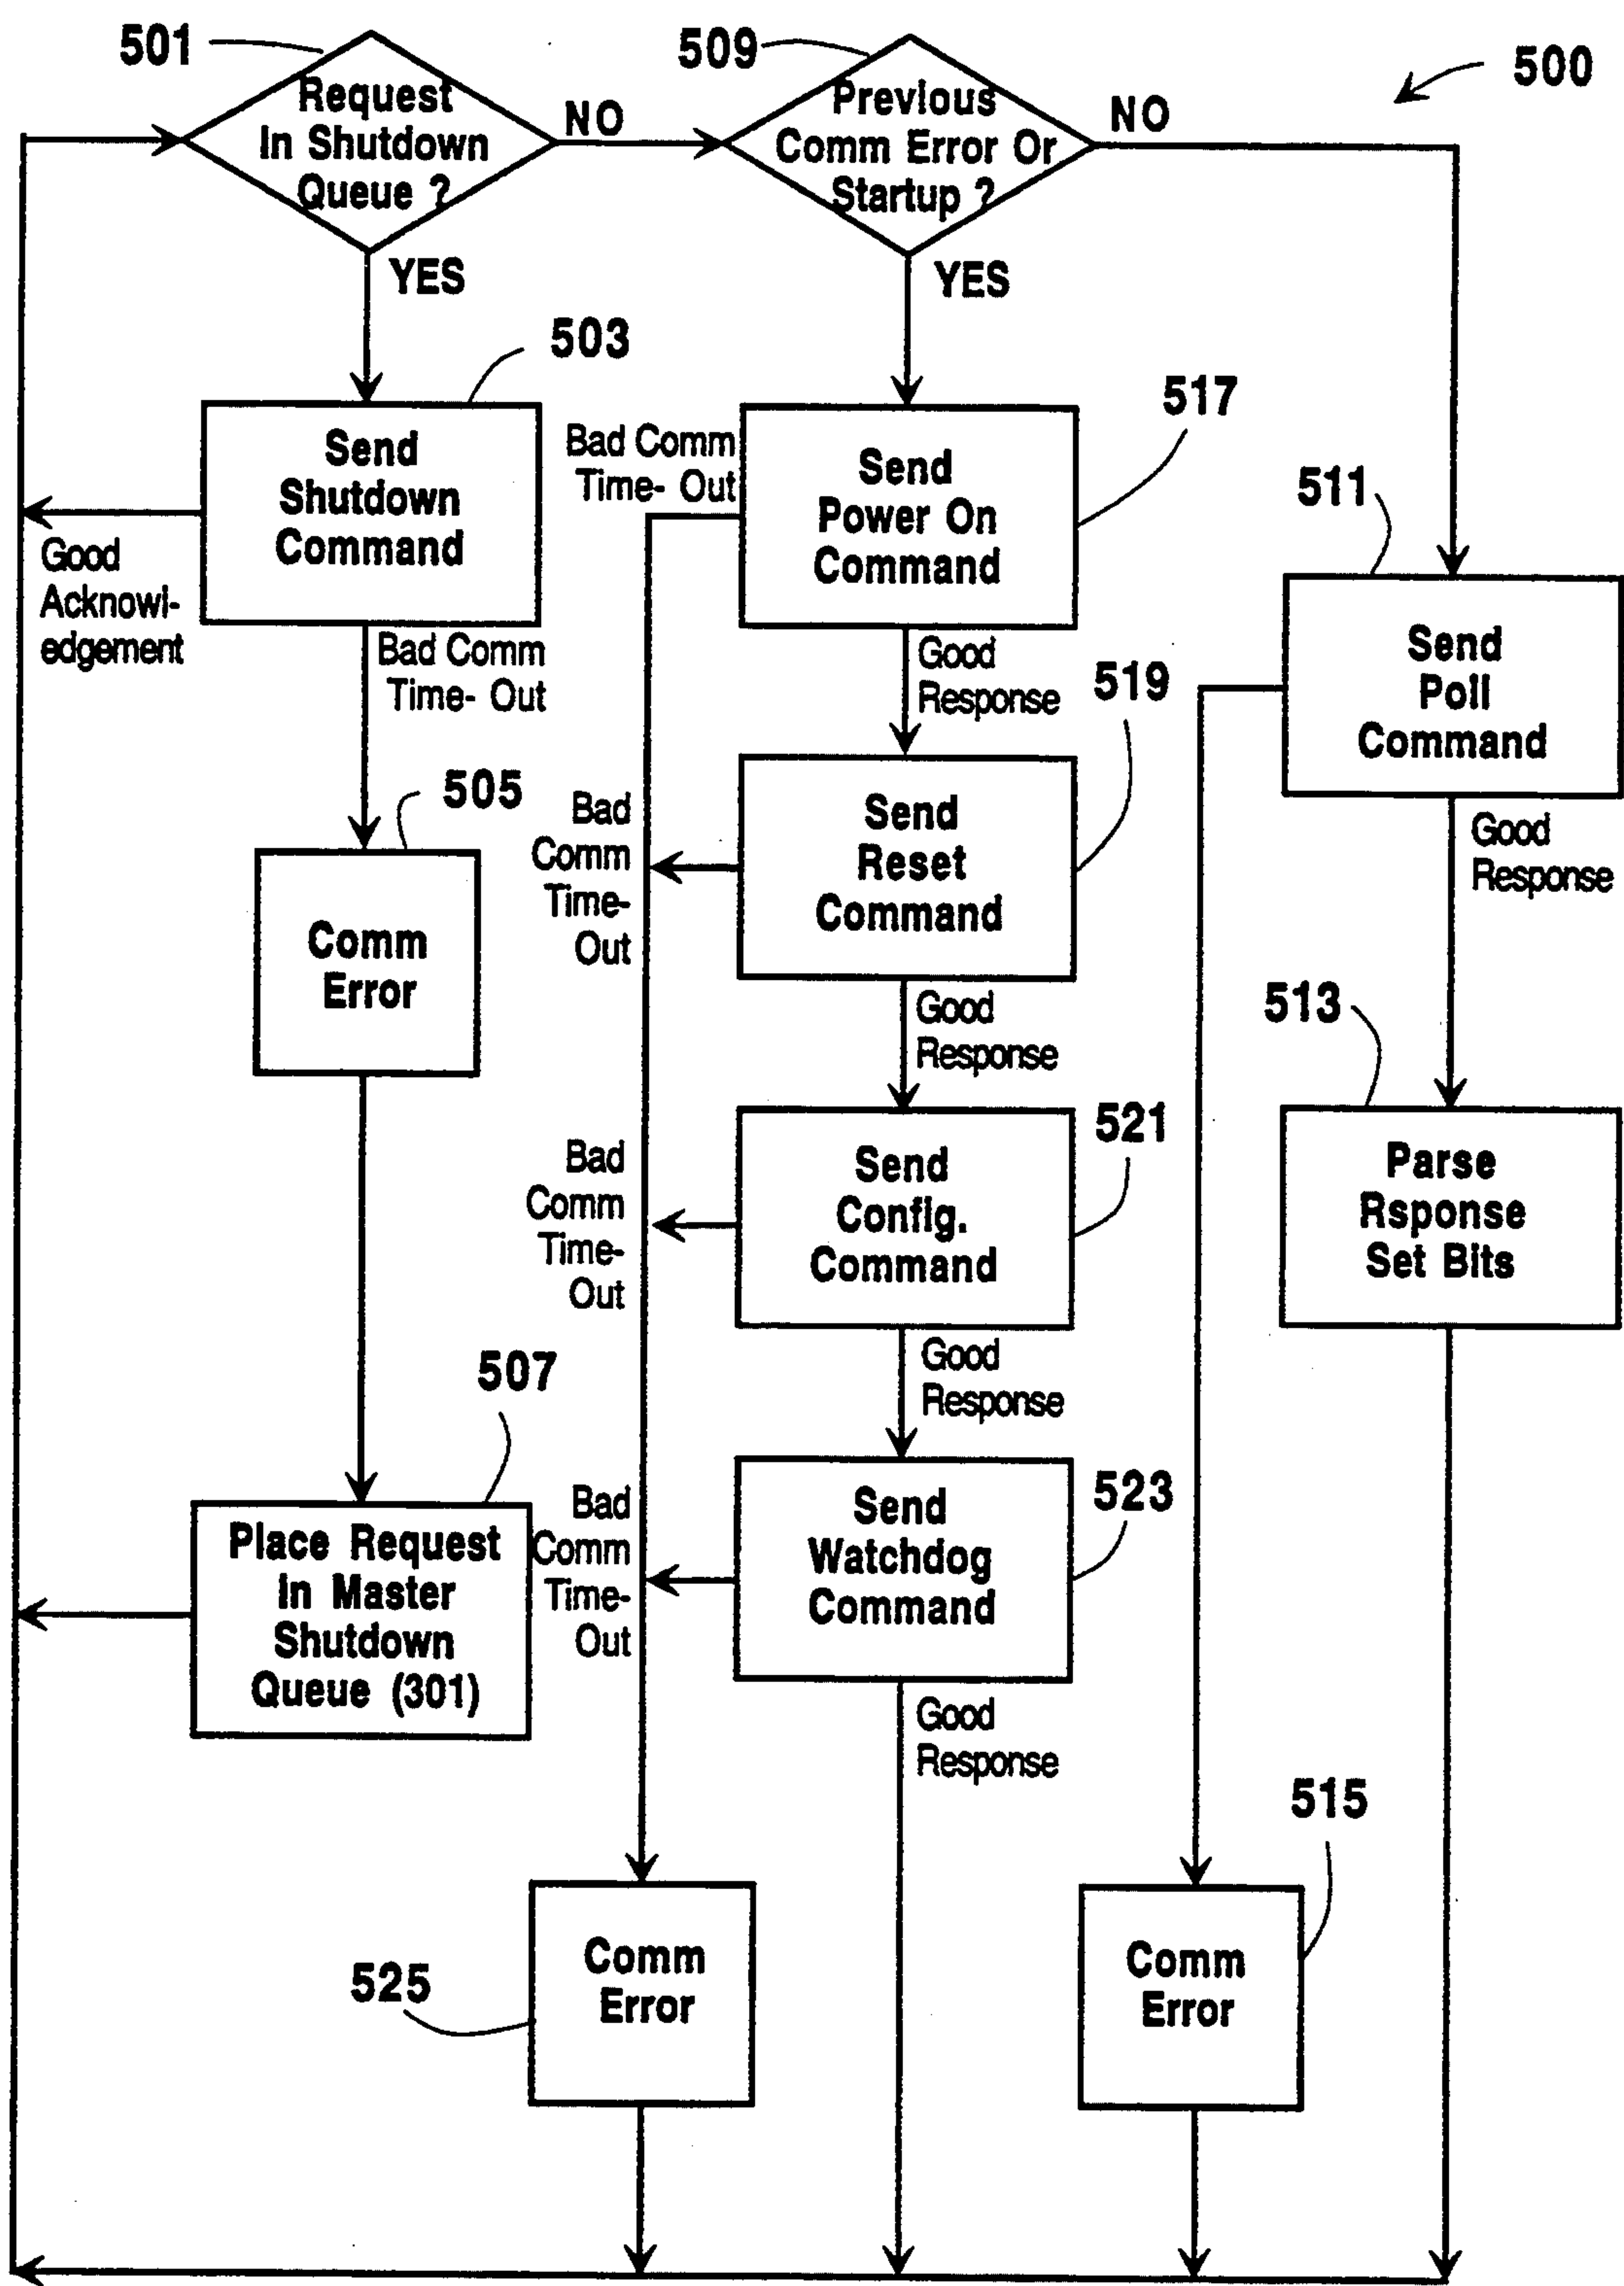 501
Request
In Shutdown
Queue ?
NO
YES
509
Previous
Comm Error Or
Startup ?
NO
YES
500
503
Send
Shutdown
Command
Good
Acknowl-
edgement
Bad Comm
Time- Out
505
Comm
Error
507
Place Request
In Master
Shutdown
Queue (301)
Bad Comm
Time- Out
517
Send
Power On
Command
Good
Response
519
Send
Reset
Command
Bad
Comm
Time-
Out
Good
Response
521
Send
Config.
Command
Bad
Comm
Time-
Out
Good
Response
523
Send
Watchdog
Command
Bad
Comm
Time-
Out
Good
Response
525
Comm
Error
511
Send
Poll
Command
Good
Response
513
Parse
Rsponse
Set Bits
515
Comm
Error